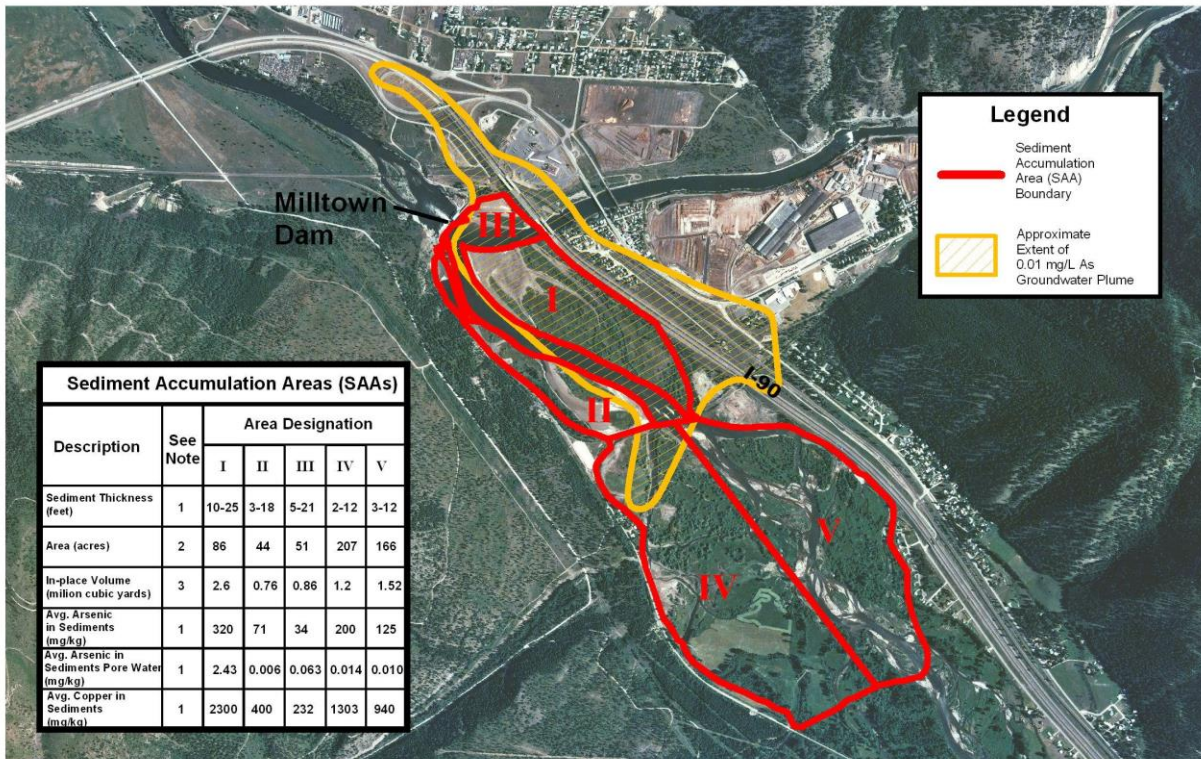 Milltown
Dam
III
I
II
I-90
V
IV
Legend
Sediment
Accumulation
Area (SAA)
Boundary
Approximate
Extent of
0.01 mg/L As
Groundwater Plume
Sediment Accumulation Areas (SAAs)
Description See Note Area Designation
I II III IV V
Sediment Thickness
(feet) 1 10-25 3-18 5-21 2-12 3-12
Area (acres) 2 86 44 51 207 166
In-place Volume
(milion cubic yards) 3 2.6 0.76 0.86 1.2 1.52
Avg. Arsenic
in Sediments
(mg/kg) 1 320 71 34 200 125
Avg. Arsenic in
Sediments Pore Water
(mg/kg) 1 2.43 0.006 0.063 0.014 0.010
Avg. Copper in
Sediments
(mg/kg) 1 2300 400 232 1303 940